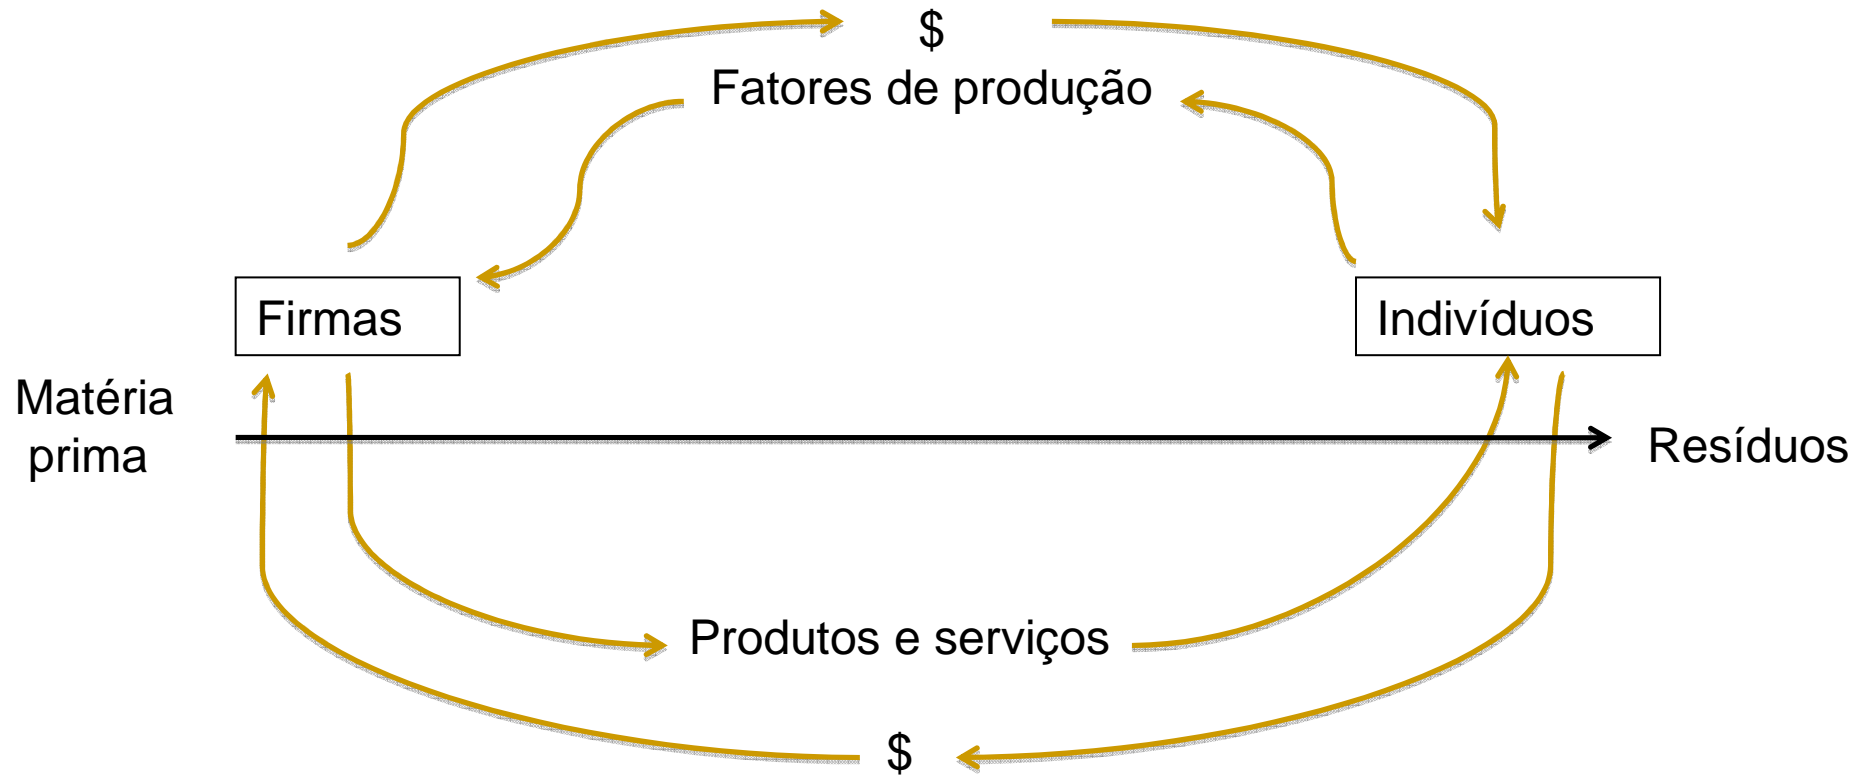 $
Fatores de produção
Firmas
Indivíduos
Matéria
prima
Resíduos
Produtos e serviços
$